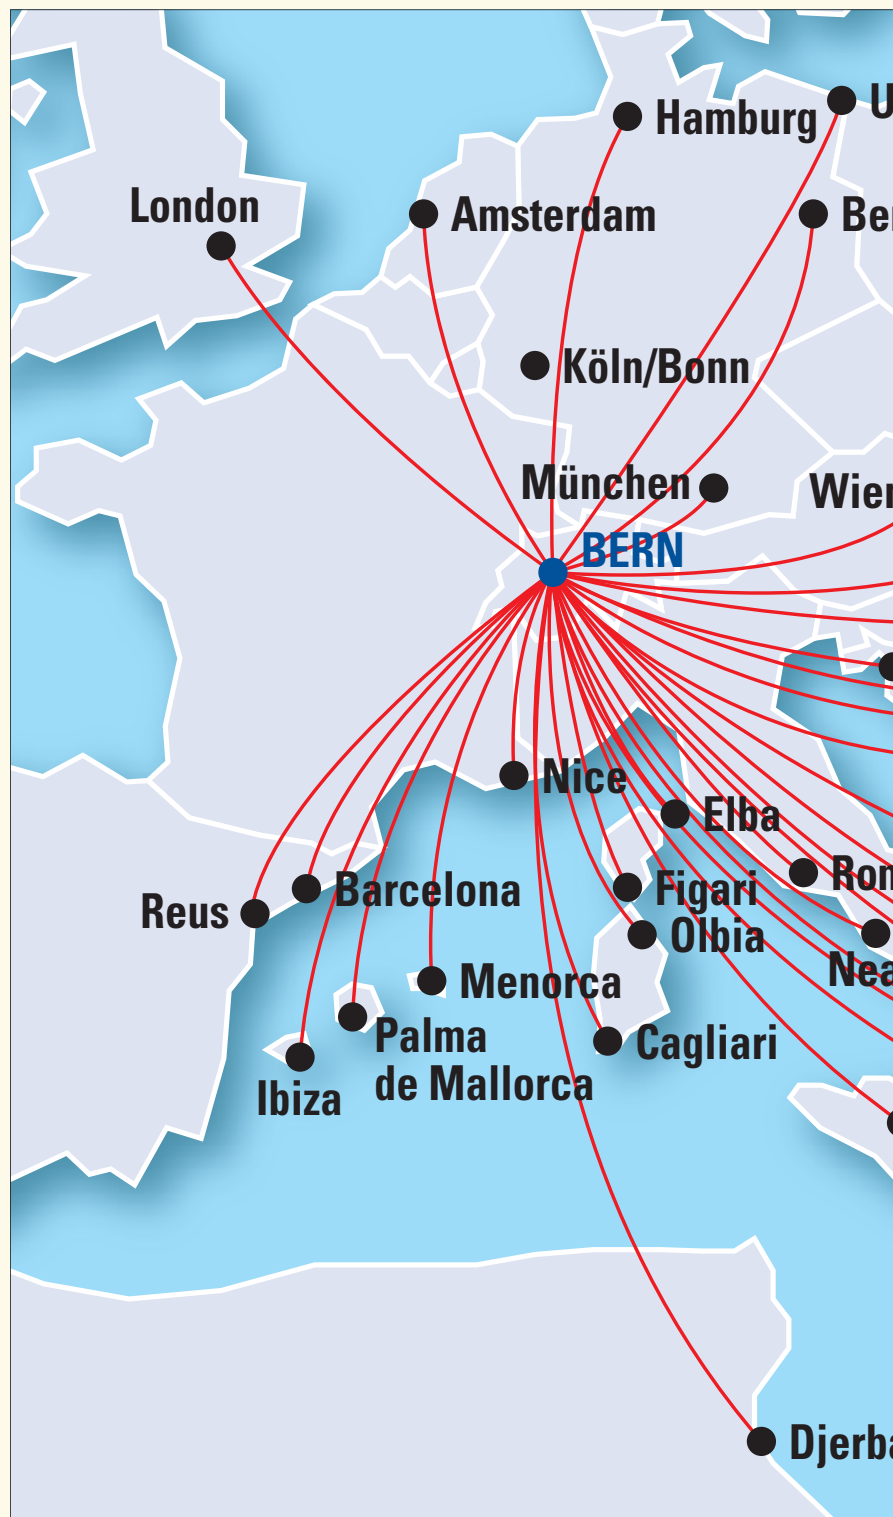 Hamburg
London
Amsterdam
Köln/Bonn
München
BERN
Nice
Elba
Barcelona
Reus
Figari
Olbia
Menorca
Palma
de Mallorca
Cagliari
Ibiza
Djerba